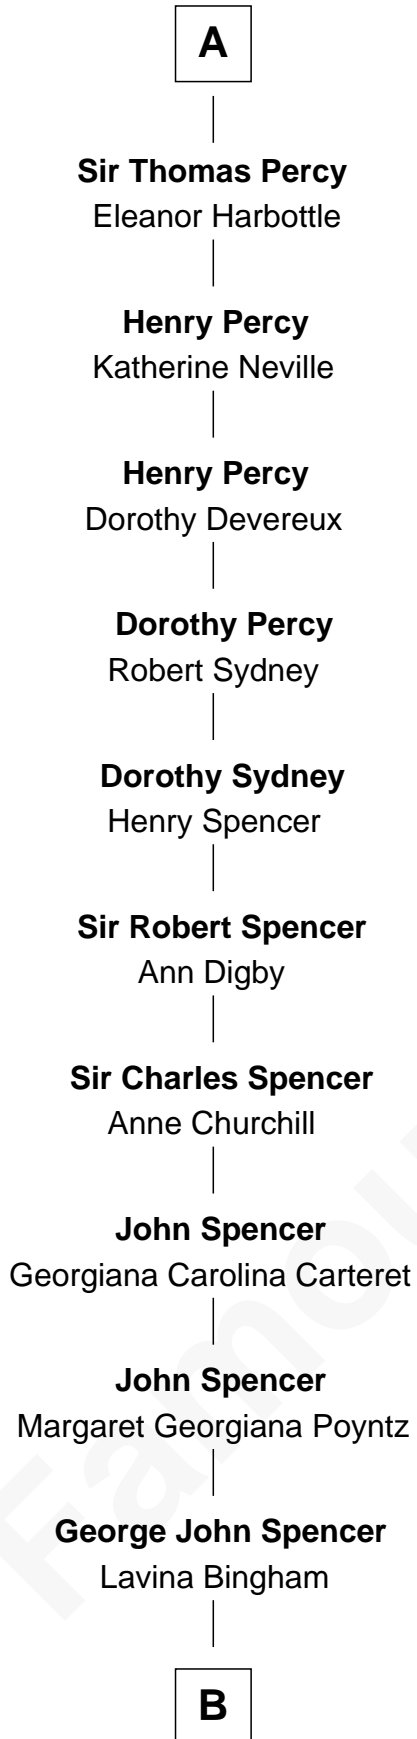 A
Sir Thomas Percy
Eleanor Harbottle
Henry Percy
Katherine Neville
Henry Percy
Dorothy Devereux
Dorothy Percy
Robert Sydney
Dorothy Sydney
Henry Spencer
Sir Robert Spencer
Ann Digby
Sir Charles Spencer
Anne Churchill
John Spencer
Georgiana Carolina Carteret
John Spencer
Margaret Georgiana Poyntz
George John Spencer
Lavina Bingham
B